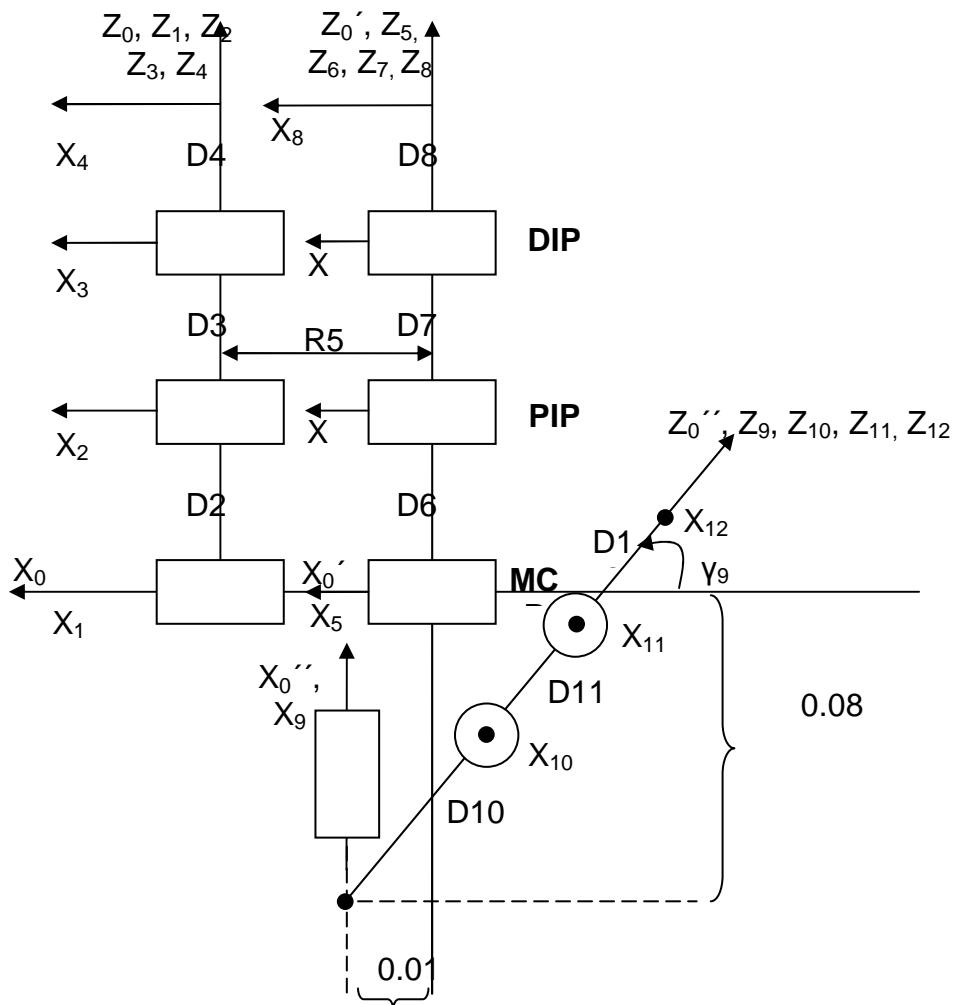 Z₀, Z₁, Z₂
Z₃, Z₄
Z₀´, Z₅,
Z₆, Z₇, Z₈
X₄
D4
X₈
D8
X₃
X
DIP
D3
R5
D7
X₂
X
PIP
Z₀´´, Z₉, Z₁₀, Z₁₁, Z₁₂
D2
D6
X₁₂
D1
X₀
X₀´
MC
γ₉
X₁
X₅
X₁₁
X₀´´,
X₉
D11
0.08
X₁₀
D10
0.01